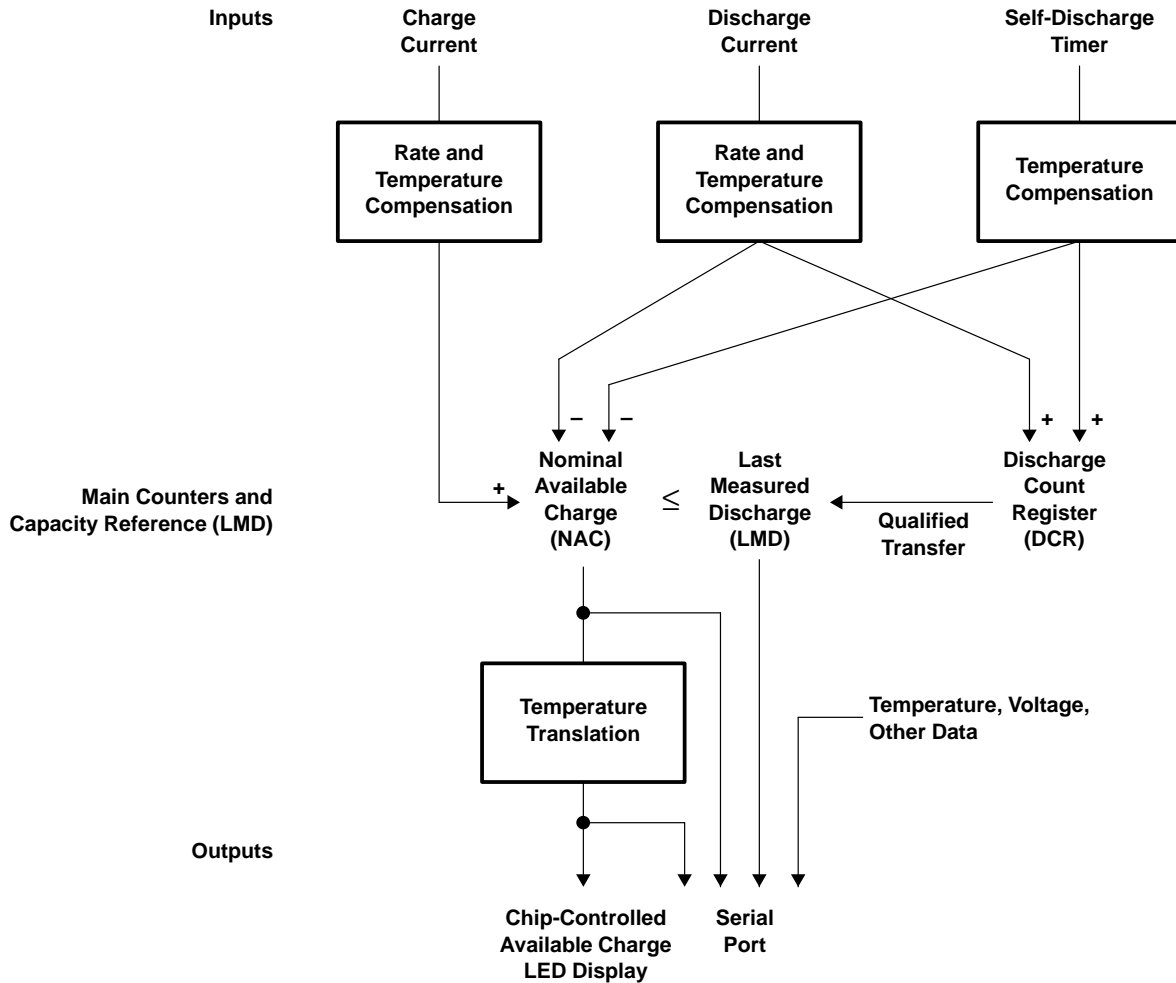 Inputs
Charge
Current
Discharge
Current
Self-Discharge
Timer
Rate and
Temperature
Compensation
Rate and
Temperature
Compensation
Temperature
Compensation
–
–
+
+
+
Main Counters and
Capacity Reference (LMD)
Nominal
Available
Charge
(NAC)
≤
Last
Measured
Discharge
(LMD)
Qualified
Transfer
Discharge
Count
Register
(DCR)
Temperature
Translation
Temperature, Voltage,
Other Data
Outputs
Chip-Controlled
Available Charge
LED Display
Serial
Port